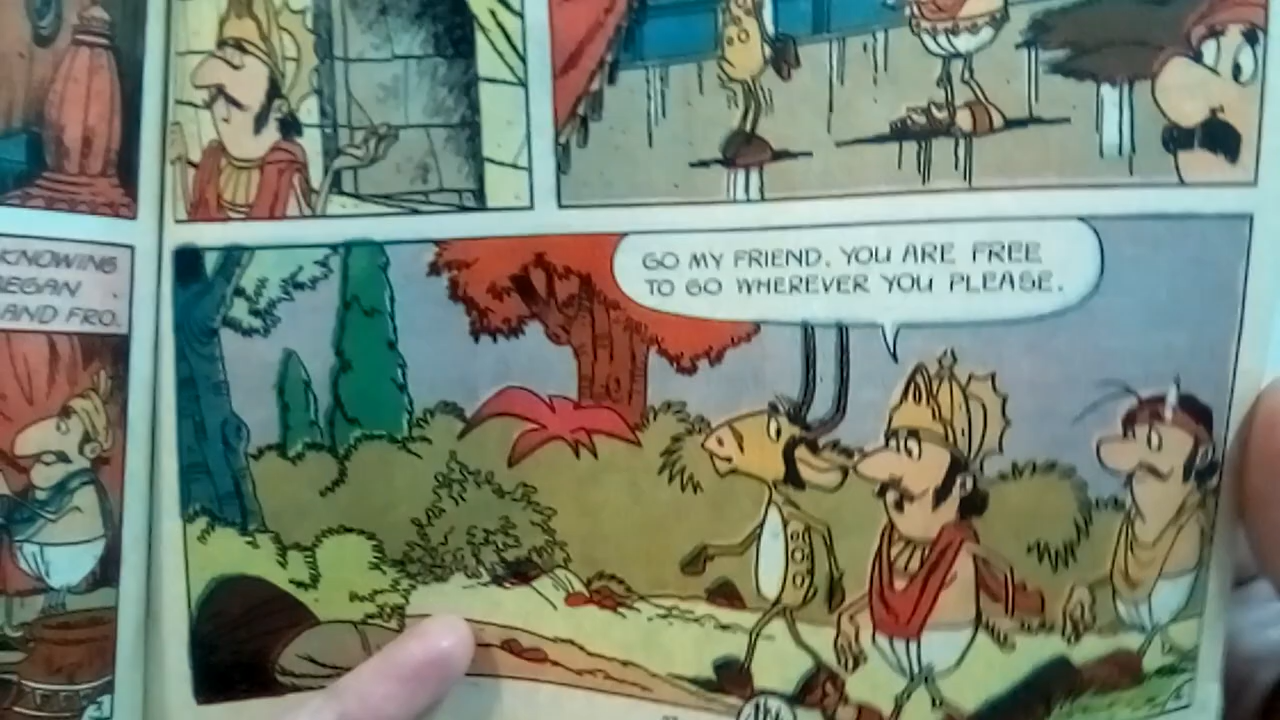 KNOWING
EGAN
AND FRO.
GO MY FRIEND. YOU ARE FREE
TO GO WHEREVER YOU PLEASE.